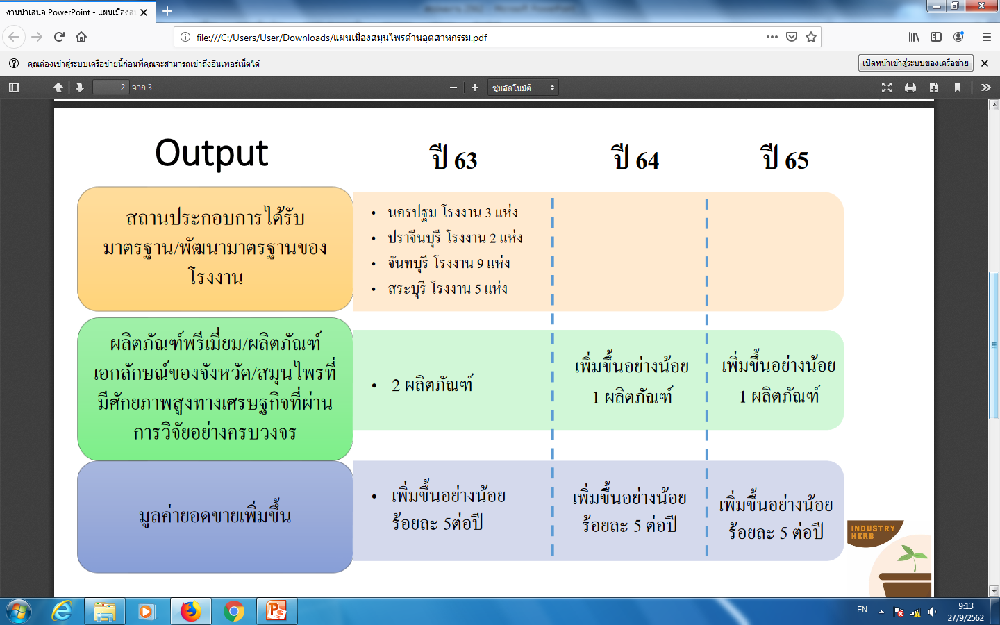 งานนำเสนอ PowerPoint - แผนเมืองสม
file:///C:/Users/User/Downloads/แผนเมืองสมุนไพรด้านอุตสาหกรรม.pdf
คุณต้องเข้าสู่ระบบเครือข่ายนี้ก่อนที่คุณจะสามารถเข้าถึงอินเทอร์เน็ตได้
เปิดหน้าเข้าสู่ระบบของเครือข่าย
2 จาก 3
ซูมอัตโนมัติ
Output
ปี 63
ปี 64
ปี 65
สถานประกอบการได้รับ
มาตรฐาน/พัฒนามาตรฐานของ
โรงงาน
• นครปฐม โรงงาน 3 แห่ง
• ปราจีนบุรี โรงงาน 2 แห่ง
• จันทบุรี โรงงาน 9 แห่ง
• สระบุรี โรงงาน 5 แห่ง
ผลิตภัณฑ์พรีเมี่ยม/ผลิตภัณฑ์
เอกลักษณ์ของจังหวัด/สมุนไพรที่
มีศักยภาพสูงทางเศรษฐกิจที่ผ่าน
การวิจัยอย่างครบวงจร
• 2 ผลิตภัณฑ์
เพิ่มขึ้นอย่างน้อย
1 ผลิตภัณฑ์
เพิ่มขึ้นอย่างน้อย
1 ผลิตภัณฑ์
มูลค่ายอดขายเพิ่มขึ้น
• เพิ่มขึ้นอย่างน้อย
ร้อยละ 5ต่อปี
เพิ่มขึ้นอย่างน้อย
ร้อยละ 5 ต่อปี
เพิ่มขึ้นอย่างน้อย
ร้อยละ 5 ต่อปี
INDUSTRY
HERB
EN
9:13
27/9/2562